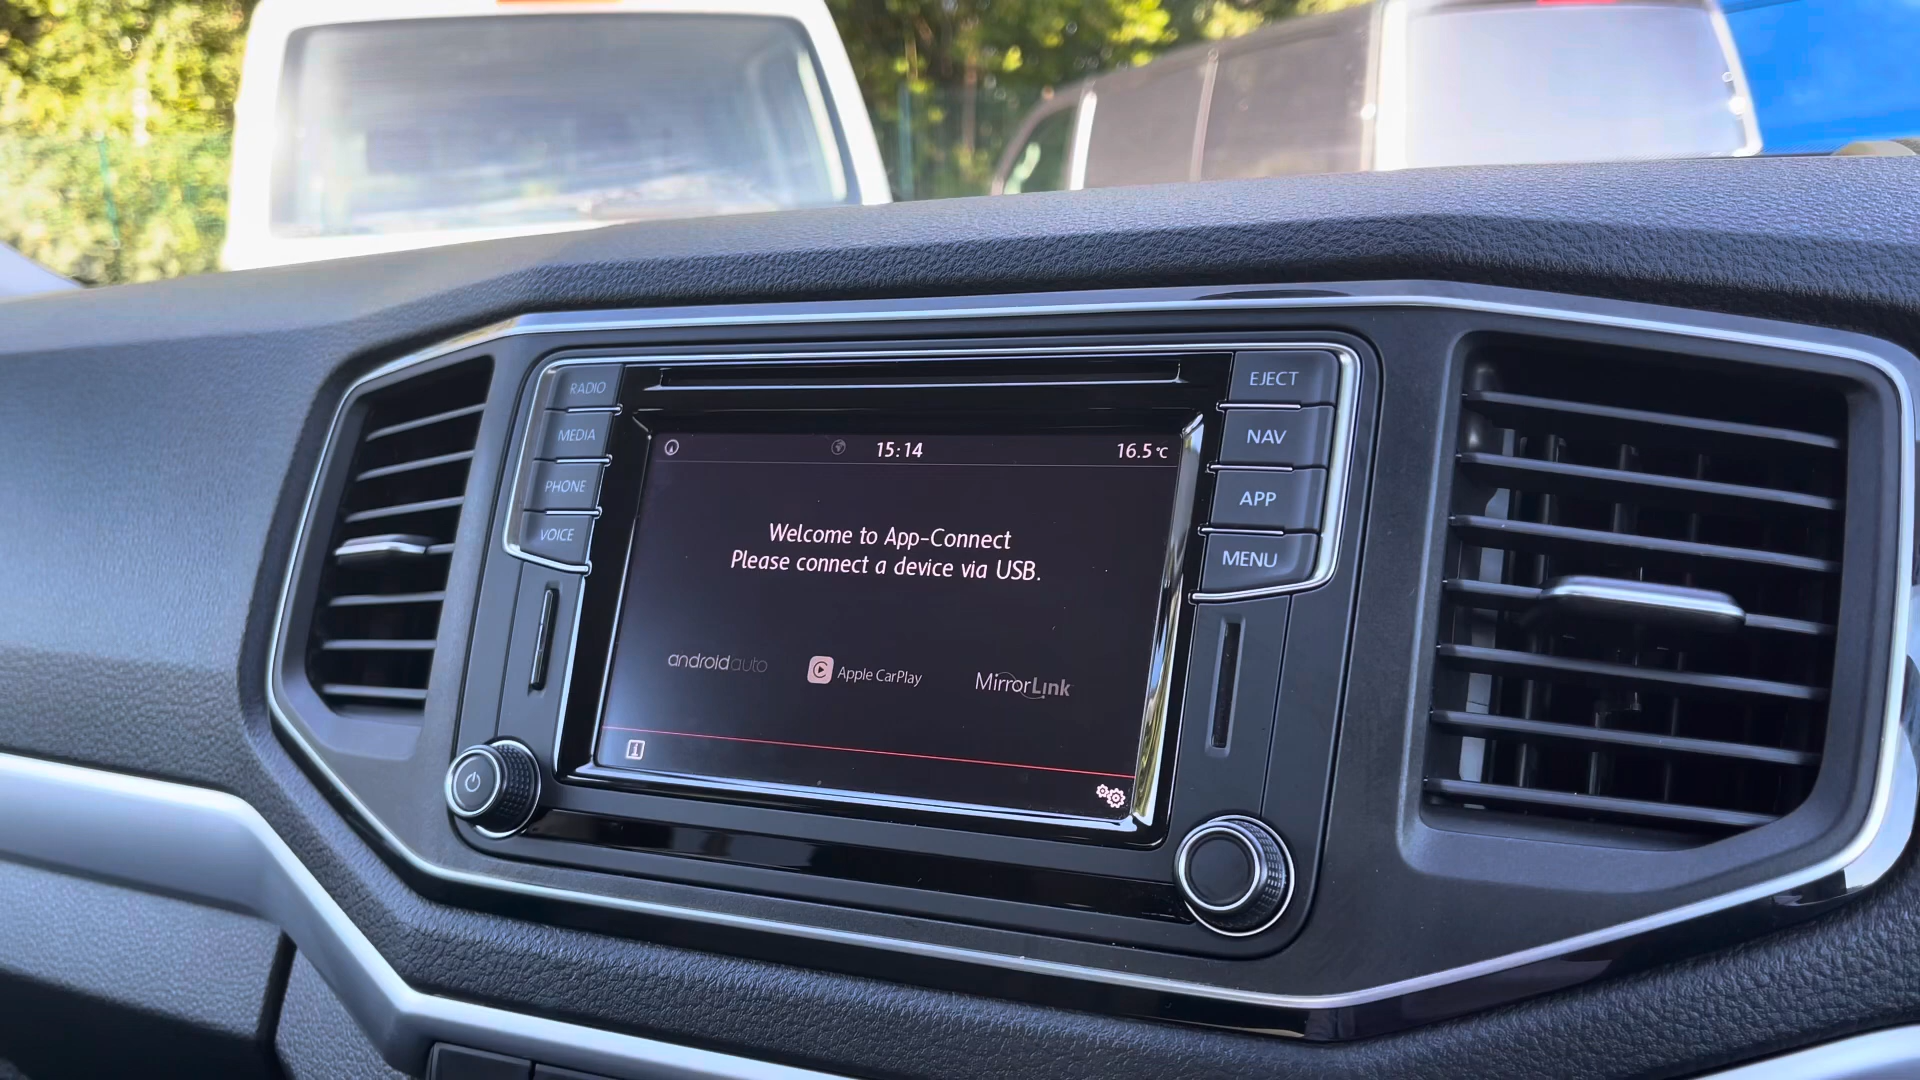 RADIO
MEDIA
PHONE
VOICE
15:14
16.5°C
Welcome to App-Connect
Please connect a device via USB.
androidauto
Apple CarPlay
MirrorLink
EJECT
NAV
APP
MENU